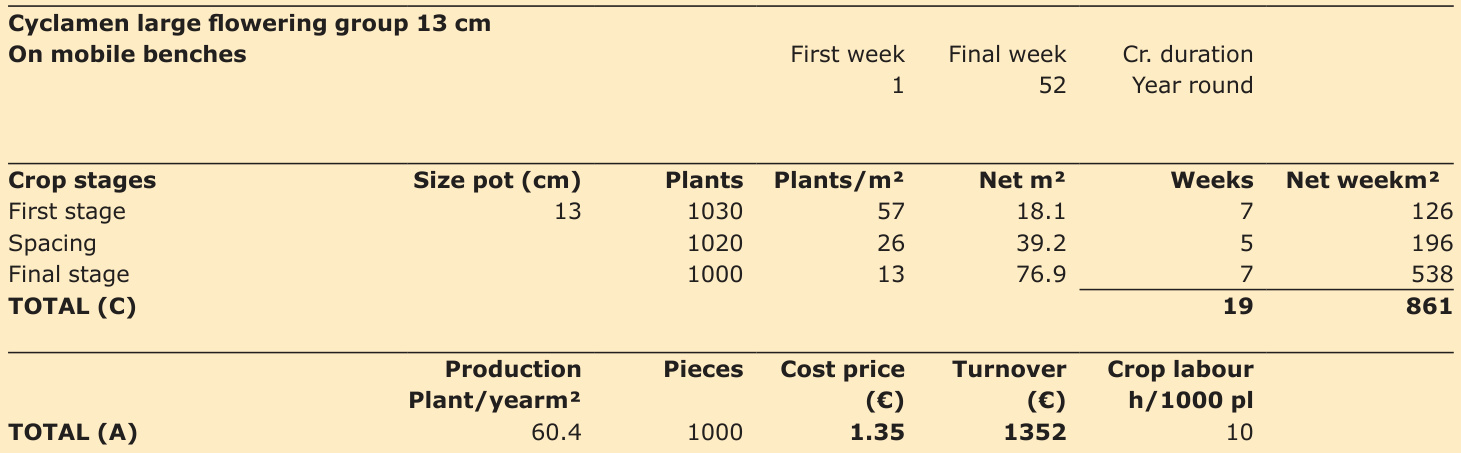 Cyclamen large flowering group 13 cm
On mobile benches First week Final week Cr. duration
1 52 Year round
Crop stages Size pot (cm) Plants Plants/m² Net m² Weeks Net weekm²
First stage 13 1030 57 18.1 7 126
Spacing 1020 26 39.2 5 196
Final stage 1000 13 76.9 7 538
TOTAL (C) 19 861
Production Pieces Cost price Turnover Crop labour
Plant/yearm² (€) (€) h/1000 pl
TOTAL (A) 60.4 1000 1.35 1352 10